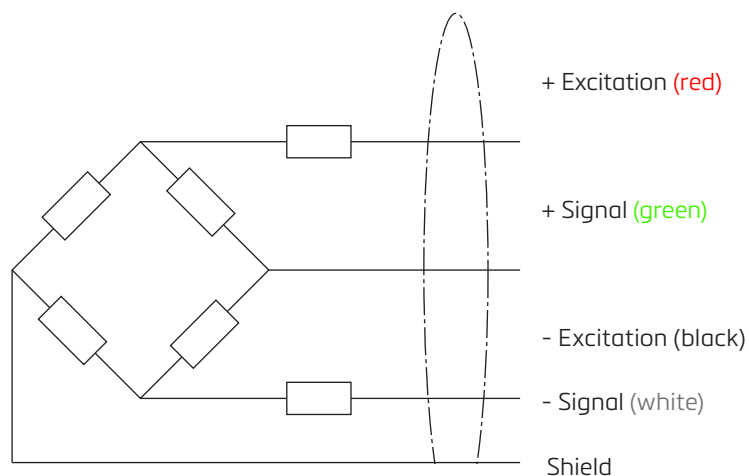 + Excitation (red)
+ Signal (green)
- Excitation (black)
- Signal (white)
Shield